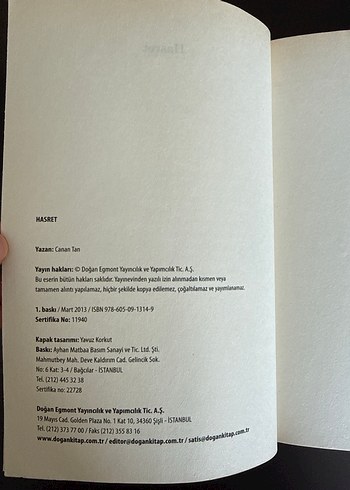 HASRET
Yazan: Canan Tan
Yayın hakları: © Doğan Egmont Yayıncılık ve Yapımcılık Tic. A.Ş.
Bu eserin bütün hakları saklıdır. Yayınevinden yazılı izin alınmadan kısmen veya
tamamen alıntı yapılamaz, hiçbir şekilde kopya edilemez, çoğaltılamaz ve yayımlanamaz.
1. baskı / Mart 2013 / ISBN 978-605-09-1314-9
Sertifika No: 11940
Kapak tasarımı: Yavuz Korkut
Baskı: Ayhan Matbaa Basım Sanayi ve Tic. Ltd. Şti.
Mahmutbey Mah. Deve Kaldırım Cad. Gelincik Sok.
No: 6 Kat: 3-4 / Bağcılar - İSTANBUL
Tel. (212) 445 32 38
Sertifika no: 22728
Doğan Egmont Yayıncılık ve Yapımcılık Tic. A.Ş.
19 Mayıs Cad. Golden Plaza No. 1 Kat 10, 34360 Şişli - İSTANBUL
Tel. (212) 373 77 00 / Faks (212) 355 83 16
www.dogankitap.com.tr / editor@dogankitap.com.tr / satis@dogankitap.com.tr